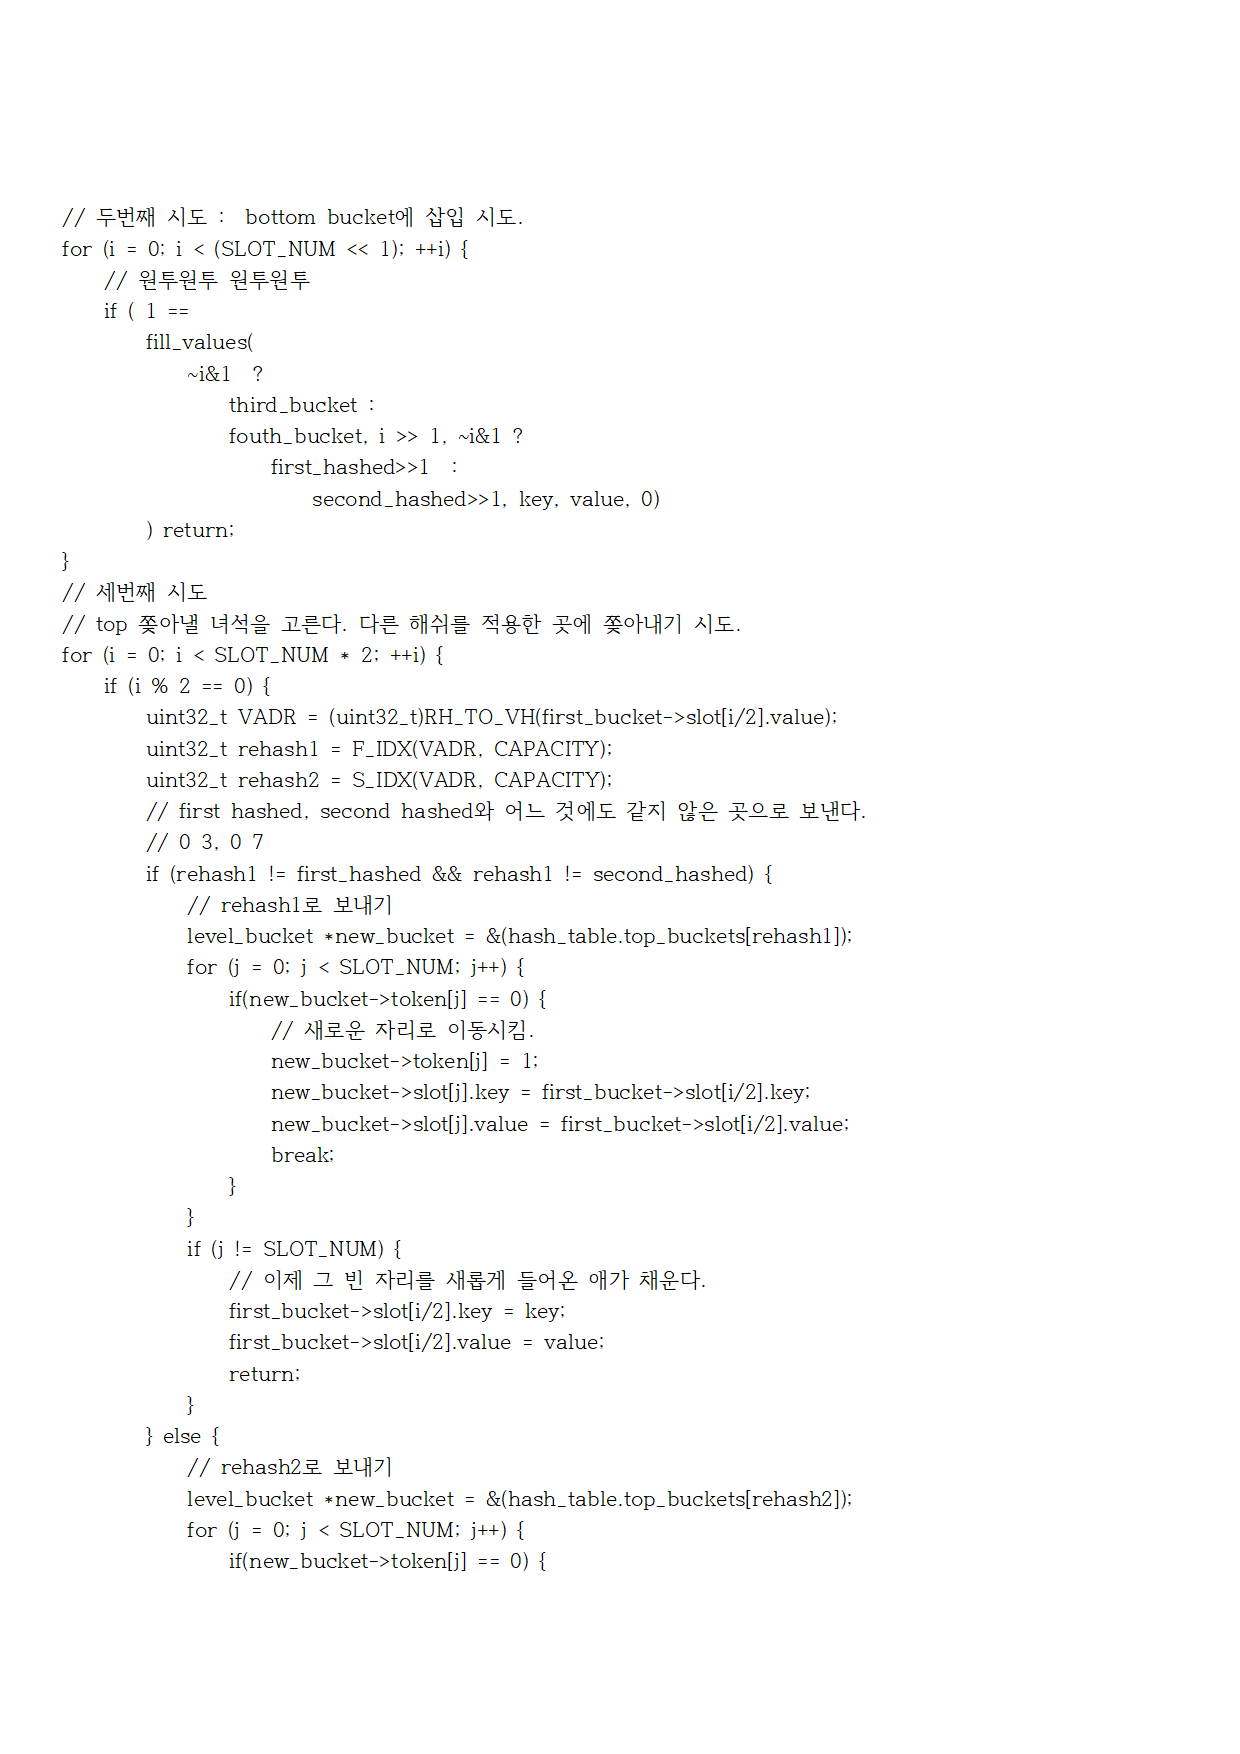 // 두번째 시도 :  bottom bucket에 삽입 시도.
for (i = 0; i < (SLOT_NUM << 1); ++i) {
    // 원투원투 원투원투
    if ( 1 ==
        fill_values(
            ~i&1  ?
                third_bucket :
                fouth_bucket, i >> 1, ~i&1 ?
                    first_hashed>>1  :
                        second_hashed>>1, key, value, 0)
        ) return;
}
// 세번째 시도
// top 쫒아낼 녀석을 고른다. 다른 해쉬를 적용한 곳에 쫒아내기 시도.
for (i = 0; i < SLOT_NUM * 2; ++i) {
    if (i % 2 == 0) {
        uint32_t VADR = (uint32_t)RH_TO_VH(first_bucket->slot[i/2].value);
        uint32_t rehash1 = F_IDX(VADR, CAPACITY);
        uint32_t rehash2 = S_IDX(VADR, CAPACITY);
        // first hashed, second hashed와 어느 것에도 같지 않은 곳으로 보낸다.
        // 0 3, 0 7
        if (rehash1 != first_hashed && rehash1 != second_hashed) {
            // rehash1로 보내기
            level_bucket *new_bucket = &(hash_table.top_buckets[rehash1]);
            for (j = 0; j < SLOT_NUM; j++) {
                if(new_bucket->token[j] == 0) {
                    // 새로운 자리로 이동시킴.
                    new_bucket->token[j] = 1;
                    new_bucket->slot[j].key = first_bucket->slot[i/2].key;
                    new_bucket->slot[j].value = first_bucket->slot[i/2].value;
                    break;
                }
            }
            if (j != SLOT_NUM) {
                // 이제 그 빈 자리를 새롭게 들어온 애가 채운다.
                first_bucket->slot[i/2].key = key;
                first_bucket->slot[i/2].value = value;
                return;
            }
        } else {
            // rehash2로 보내기
            level_bucket *new_bucket = &(hash_table.top_buckets[rehash2]);
            for (j = 0; j < SLOT_NUM; j++) {
                if(new_bucket->token[j] == 0) {